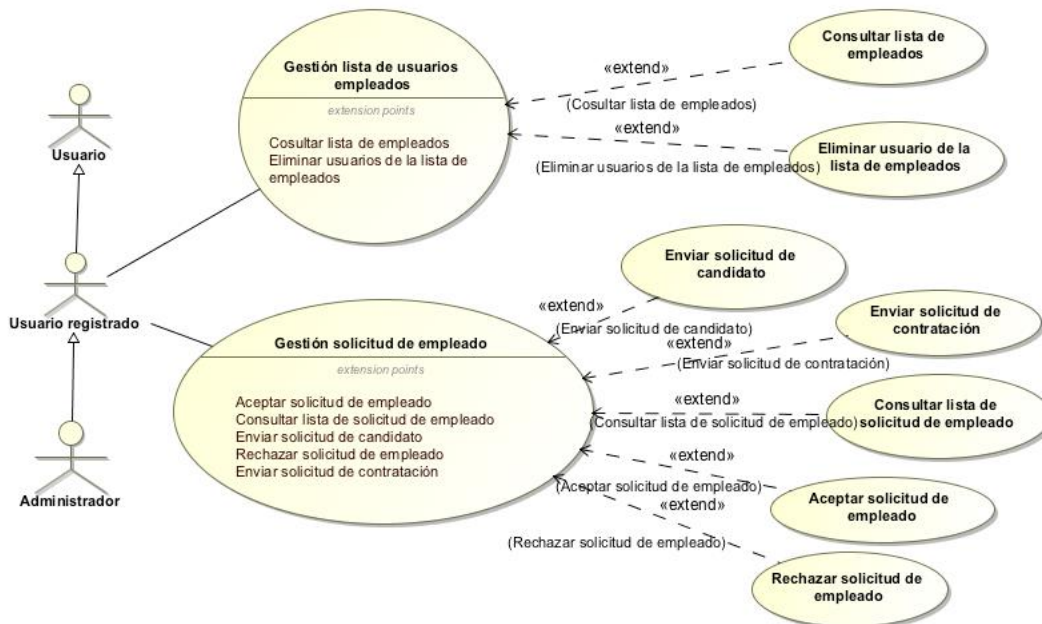 Consultar lista de
empleados
Gestión lista de usuarios
empleados
extension points
Cosultar lista de empleados
Eliminar usuarios de la lista de
empleados
«extend»
(Cosultar lista de empleados)
«extend»
(Eliminar usuarios de la lista de empleados)
Eliminar usuario de la
lista de empleados
Usuario
Usuario registrado
Administrador
Enviar solicitud de
candidato
«extend»
(Enviar solicitud de candidato)
Enviar solicitud de
contratación
«extend»
(Enviar solicitud de contratación)
Gestión solicitud de empleado
extension points
Aceptar solicitud de empleado
Consultar lista de solicitud de empleado
Enviar solicitud de candidato
Rechazar solicitud de empleado
Enviar solicitud de contratación
«extend»
(Consultar lista de solicitud de empleado)
Consultar lista de
solicitud de empleado
«extend»
(Aceptar solicitud de empleado)
Aceptar solicitud de
empleado
«extend»
(Rechazar solicitud de empleado)
Rechazar solicitud de
empleado